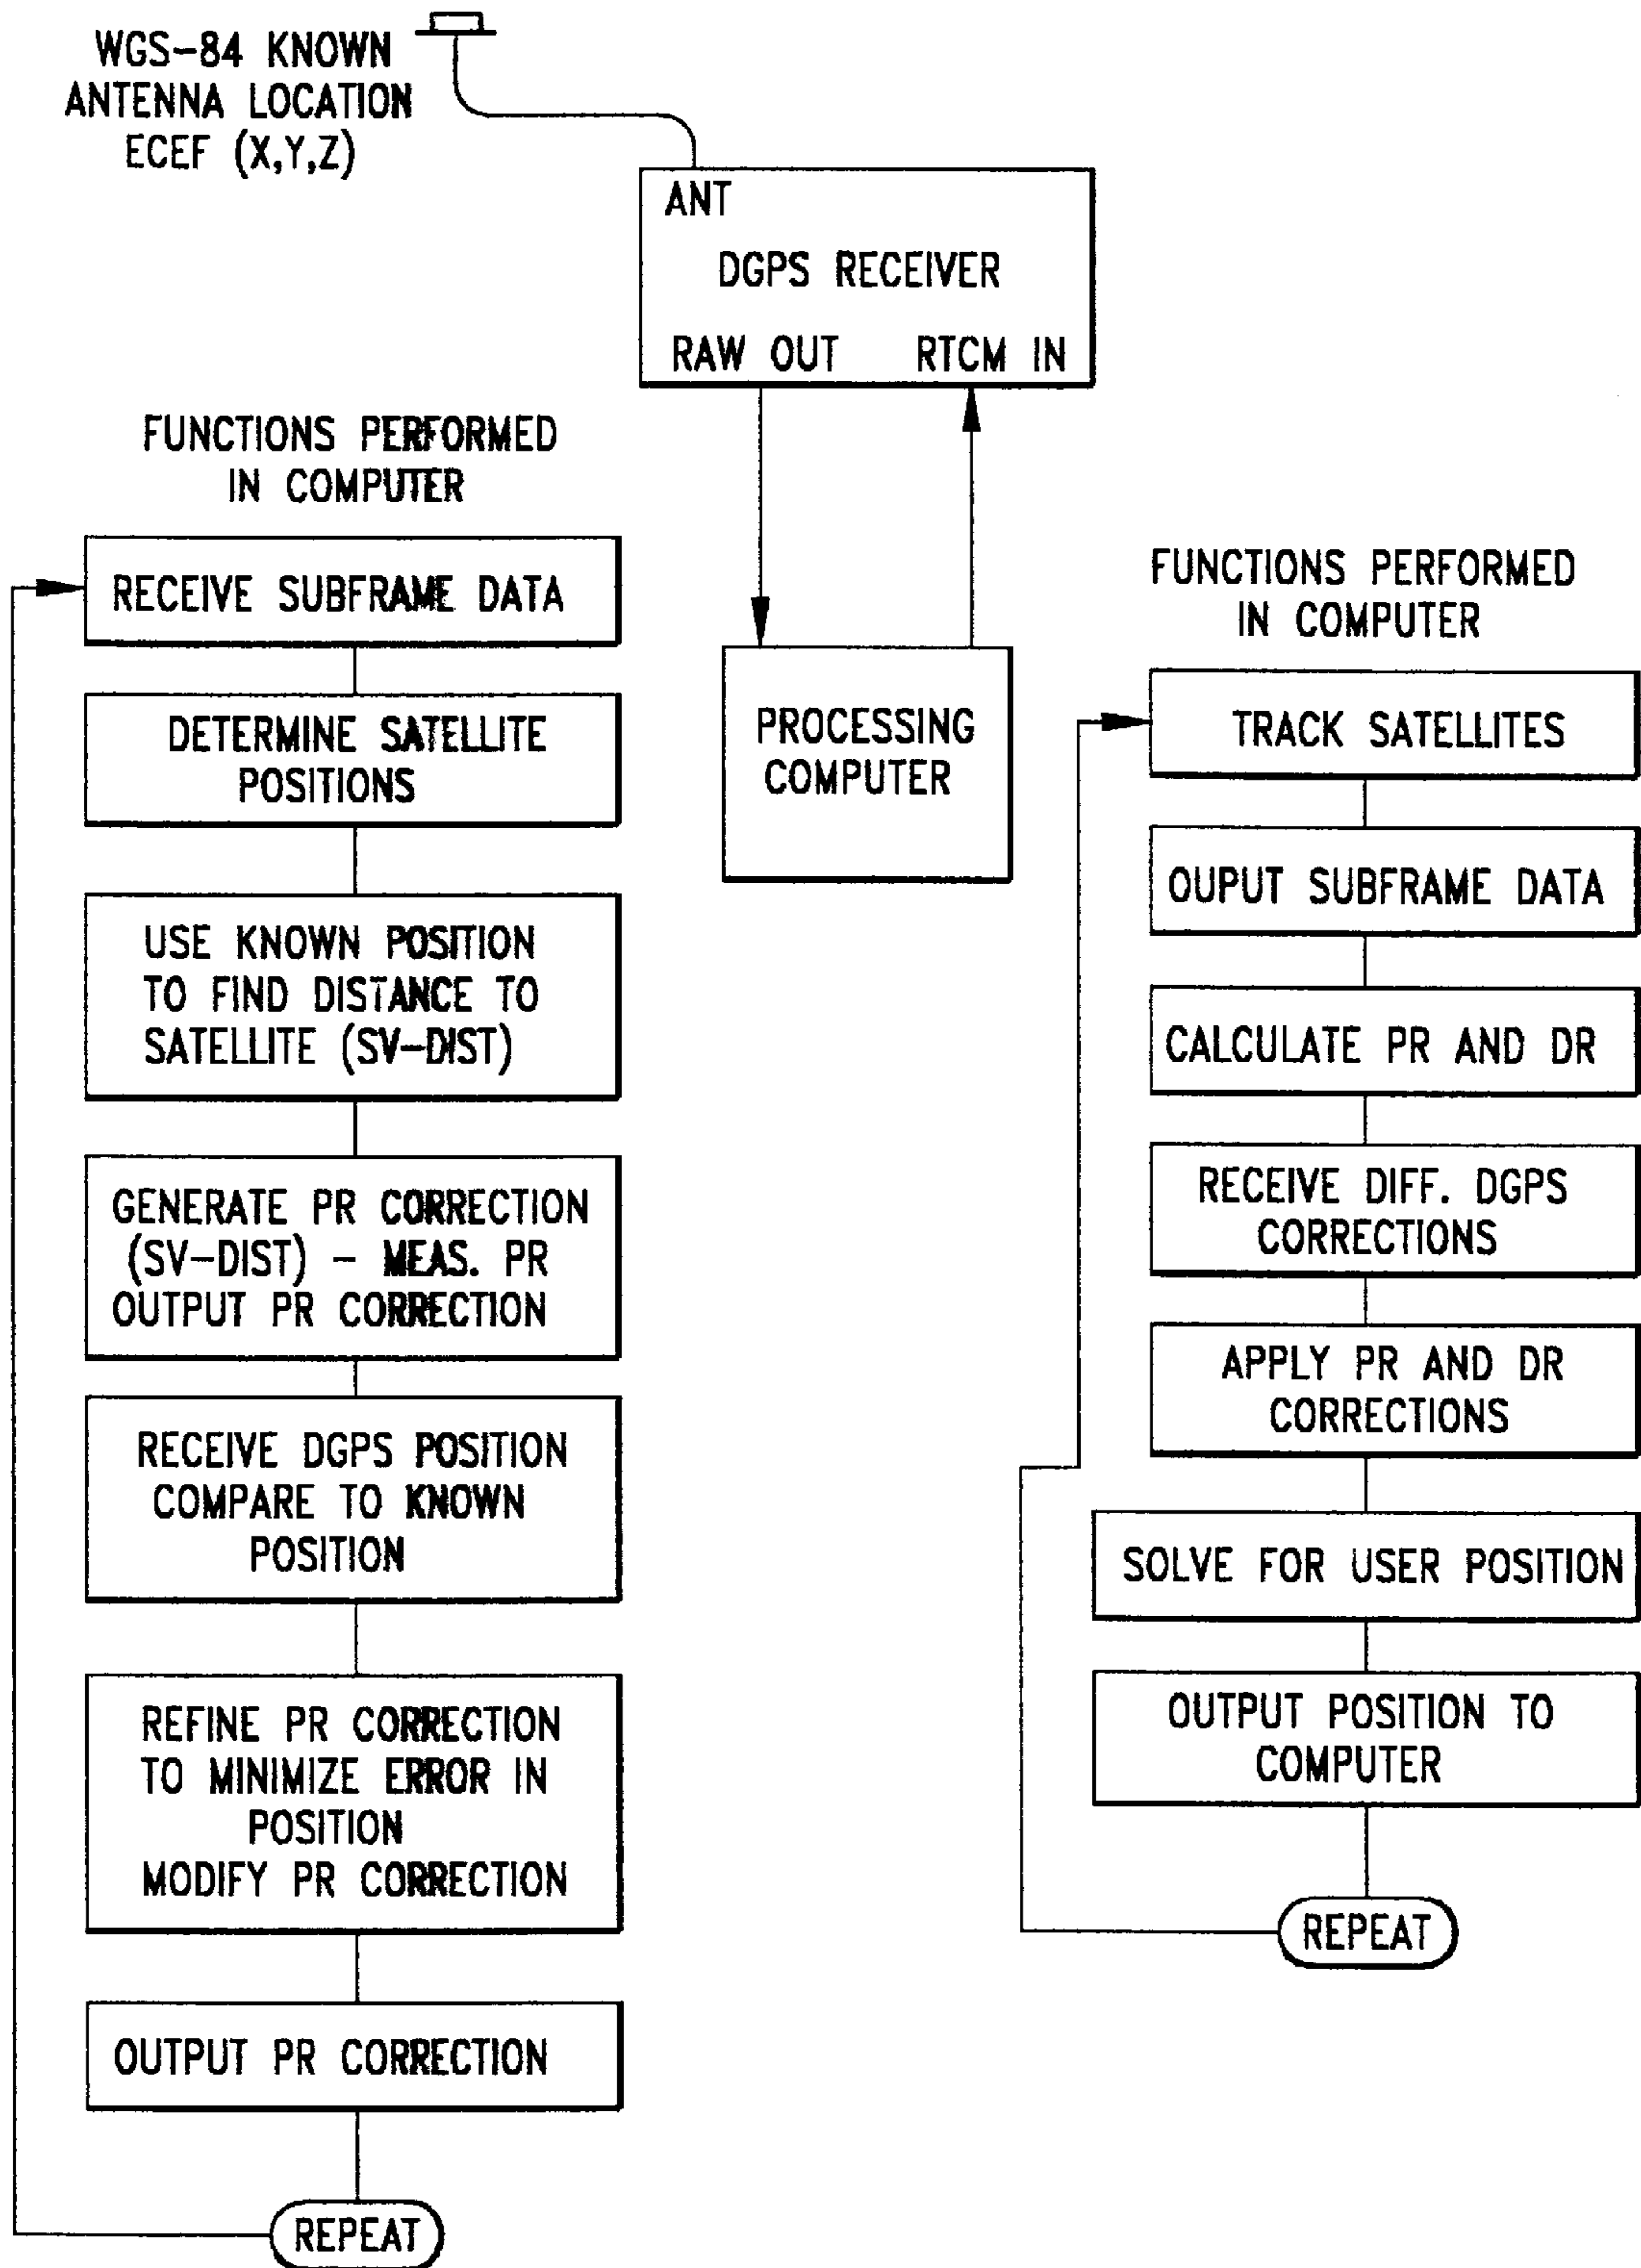 WGS-84 KNOWN
ANTENNA LOCATION
ECEF (X,Y,Z)
ANT
DGPS RECEIVER
RAW OUT RTCM IN
PROCESSING
COMPUTER
FUNCTIONS PERFORMED
IN COMPUTER
RECEIVE SUBFRAME DATA
DETERMINE SATELLITE
POSITIONS
USE KNOWN POSITION
TO FIND DISTANCE TO
SATELLITE (SV-DIST)
GENERATE PR CORRECTION
(SV-DIST) - MEAS. PR
OUTPUT PR CORRECTION
RECEIVE DGPS POSITION
COMPARE TO KNOWN
POSITION
REFINE PR CORRECTION
TO MINIMIZE ERROR IN
POSITION
MODIFY PR CORRECTION
OUTPUT PR CORRECTION
REPEAT
FUNCTIONS PERFORMED
IN COMPUTER
TRACK SATELLITES
OUPUT SUBFRAME DATA
CALCULATE PR AND DR
RECEIVE DIFF. DGPS
CORRECTIONS
APPLY PR AND DR
CORRECTIONS
SOLVE FOR USER POSITION
OUTPUT POSITION TO
COMPUTER
REPEAT